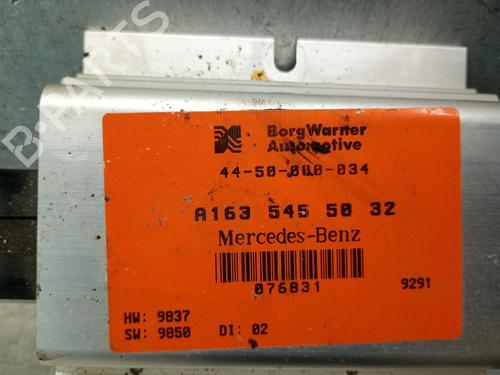 B-PARTS
BorgWarner
Automotive
44-50-000-034
A163 545 50 32
Mercedes-Benz
076831
9291
HW: 9837
SW: 9850 DI: 02